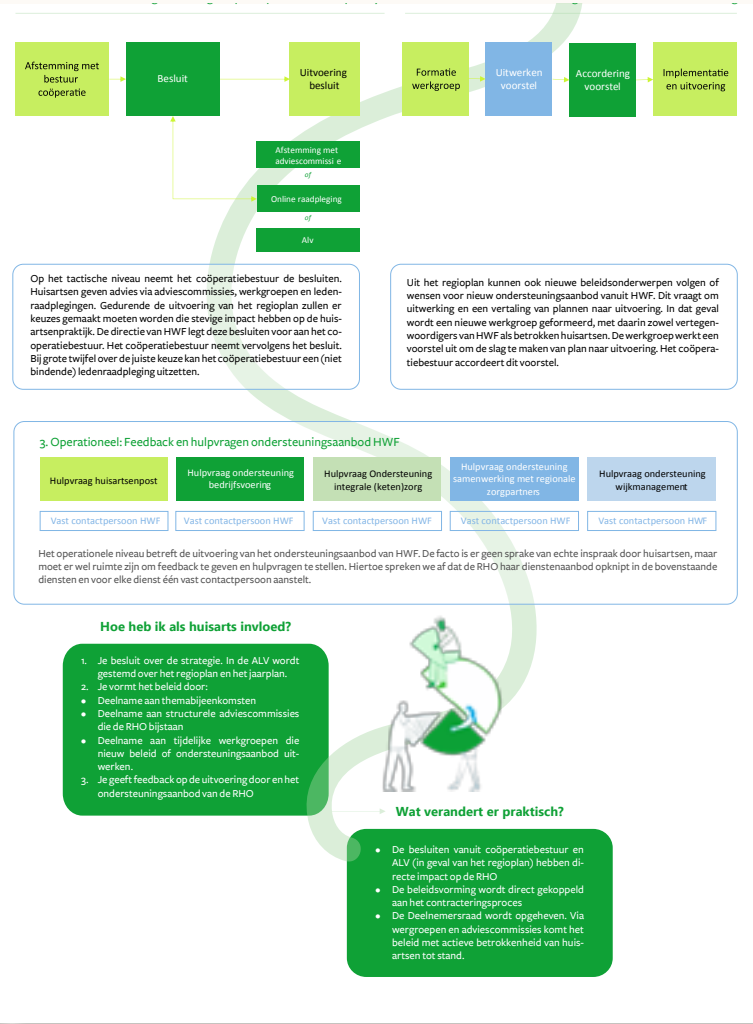 Afstemming met
bestuur
coöperatie
Besluit
Uitvoering
besluit
Afstemming met
adviescommissi e
of
Online raadpleging
of
Alv
Formatie
werkgroep
Uitwerken
voorstel
Accordering
voorstel
Implementatie
en uitvoering
Op het tactische niveau neemt het coöperatiebestuur de besluiten.
Huisartsen geven advies via adviescommissies, werkgroepen en leden-
raadplegingen. Gedurende de uitvoering van het regioplan zullen er
keuzes gemaakt moeten worden die stevige impact hebben op de huis-
artsenpraktijk. De directie van HWF legt deze besluiten voor aan het co-
operatiebestuur. Het coöperatiebestuur neemt vervolgens het besluit.
Bij grote twijfel over de juiste keuze kan het coöperatiebestuur een (niet
bindende) ledenraadpleging uitzetten.
Uit het regioplan kunnen ook nieuwe beleidsonderwerpen volgen of
wensen voor nieuw ondersteuningsaanbod vanuit HWF. Dit vraagt om
uitwerking en een vertaling van plannen naar uitvoering. In dat geval
wordt een nieuwe werkgroep geformeerd, met daarin zowel vertegen-
woordigers van HWF als betrokken huisartsen. De werkgroep werkt een
voorstel uit om de slag te maken van plan naar uitvoering. Het coöpera-
tiebestuur accordeert dit voorstel.
3. Operationeel: Feedback en hulpvragen ondersteuningsaanbod HWF
Hulpvraag huisartsenpost
Hulpvraag ondersteuning
bedrijfsvoering
Hulpvraag Ondersteuning
integrale (keten)zorg
Hulpvraag ondersteuning
samenwerking met regionale
zorgpartners
Hulpvraag ondersteuning
wijkmanagement
Vast contactpersoon HWF
Vast contactpersoon HWF
Vast contactpersoon HWF
Vast contactpersoon HWF
Vast contactpersoon HWF
Het operationele niveau betreft de uitvoering van het ondersteuningsaanbod van HWF. De facto is er geen sprake van echte inspraak door huisartsen, maar
moet er wel ruimte zijn om feedback te geven en hulpvragen te stellen. Hiertoe spreken we af dat de RHO haar dienstenaanbod opknipt in de bovenstaande
diensten en voor elke dienst één vast contactpersoon aanstelt.
Hoe heb ik als huisarts invloed?
1. Je besluit over de strategie. In de ALV wordt
gestemd over het regioplan en het jaarplan.
2. Je vormt het beleid door:
• Deelname aan themabijeenkomsten
• Deelname aan structurele adviescommissies
die de RHO bijstaan
• Deelname aan tijdelijke werkgroepen die
nieuw beleid of ondersteuningsaanbod uit-
werken.
3. Je geeft feedback op de uitvoering door en het
ondersteuningsaanbod van de RHO
Wat verandert er praktisch?
• De besluiten vanuit coöperatiebestuur en
ALV (in geval van het regioplan) hebben di-
recte impact op de RHO
• De beleidsvorming wordt direct gekoppeld
aan het contracteringsproces
• De Deelnemersraad wordt opgeheven. Via
wergroepen en adviescommissies komt het
beleid met actieve betrokkenheid van huis-
artsen tot stand.